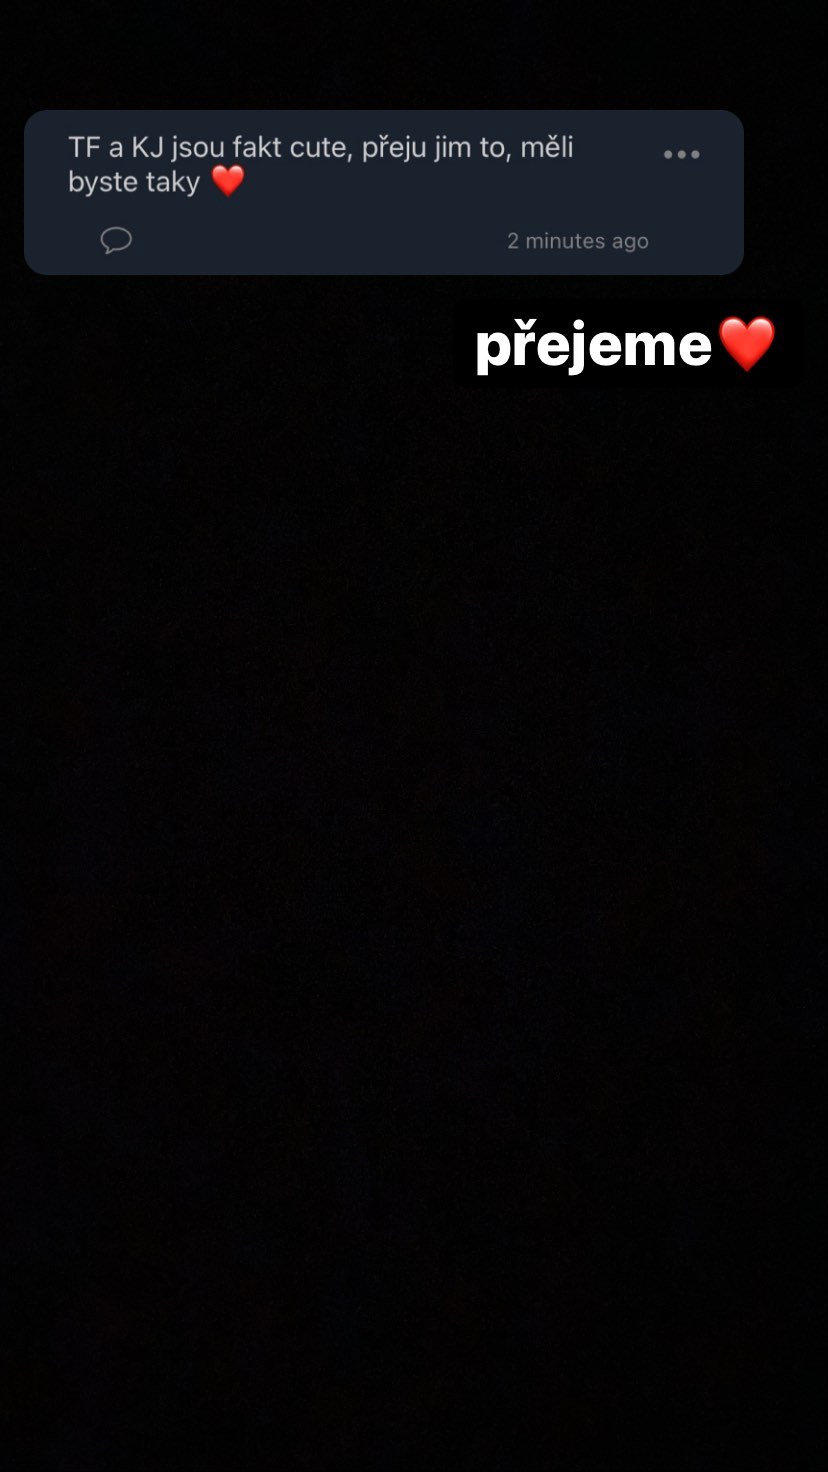 TF a KJ jsou fakt cute, přeju jim to, měli
byste taky ❤️
2 minutes ago
přejeme❤️